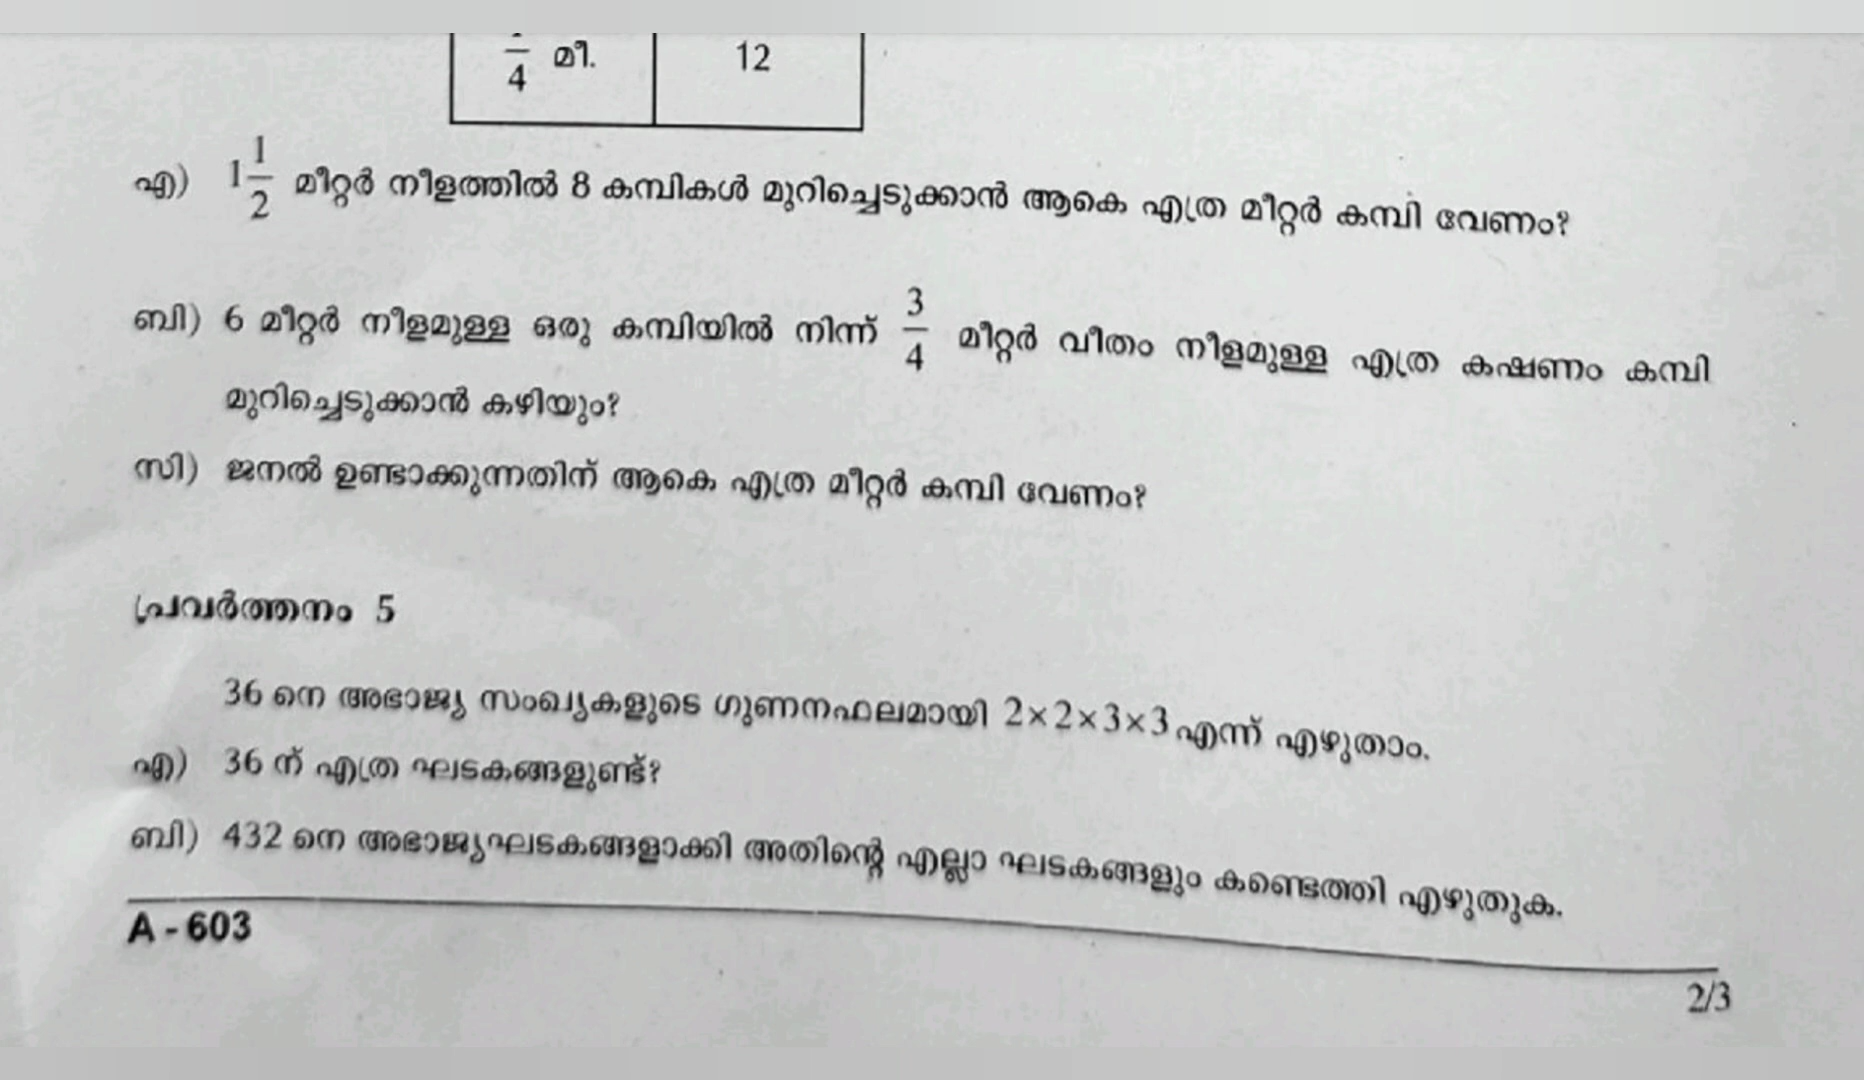 4 മീ. 12
എ) 1 1/2 മീറ്റർ നീളത്തിൽ 8 കമ്പികൾ മുറിച്ചെടുക്കാൻ ആകെ എത്ര മീറ്റർ കമ്പി വേണം?
ബി) 6 മീറ്റർ നീളമുള്ള ഒരു കമ്പിയിൽ നിന്ന് 3/4 മീറ്റർ വീതം നീളമുള്ള എത്ര കഷണം കമ്പി
മുറിച്ചെടുക്കാൻ കഴിയും?
സി) ജനൽ ഉണ്ടാക്കുന്നതിന് ആകെ എത്ര മീറ്റർ കമ്പി വേണം?
പ്രവർത്തനം 5
36 നെ അഭാജ്യ സംഖ്യകളുടെ ഗുണനഫലമായി 2×2×3×3 എന്ന് എഴുതാം.
എ) 36 ന് എത്ര ഘടകങ്ങളുണ്ട്?
ബി) 432 നെ അഭാജ്യഘടകങ്ങളാക്കി അതിന്റെ എല്ലാ ഘടകങ്ങളും കണ്ടെത്തി എഴുതുക.
A - 603
2/3